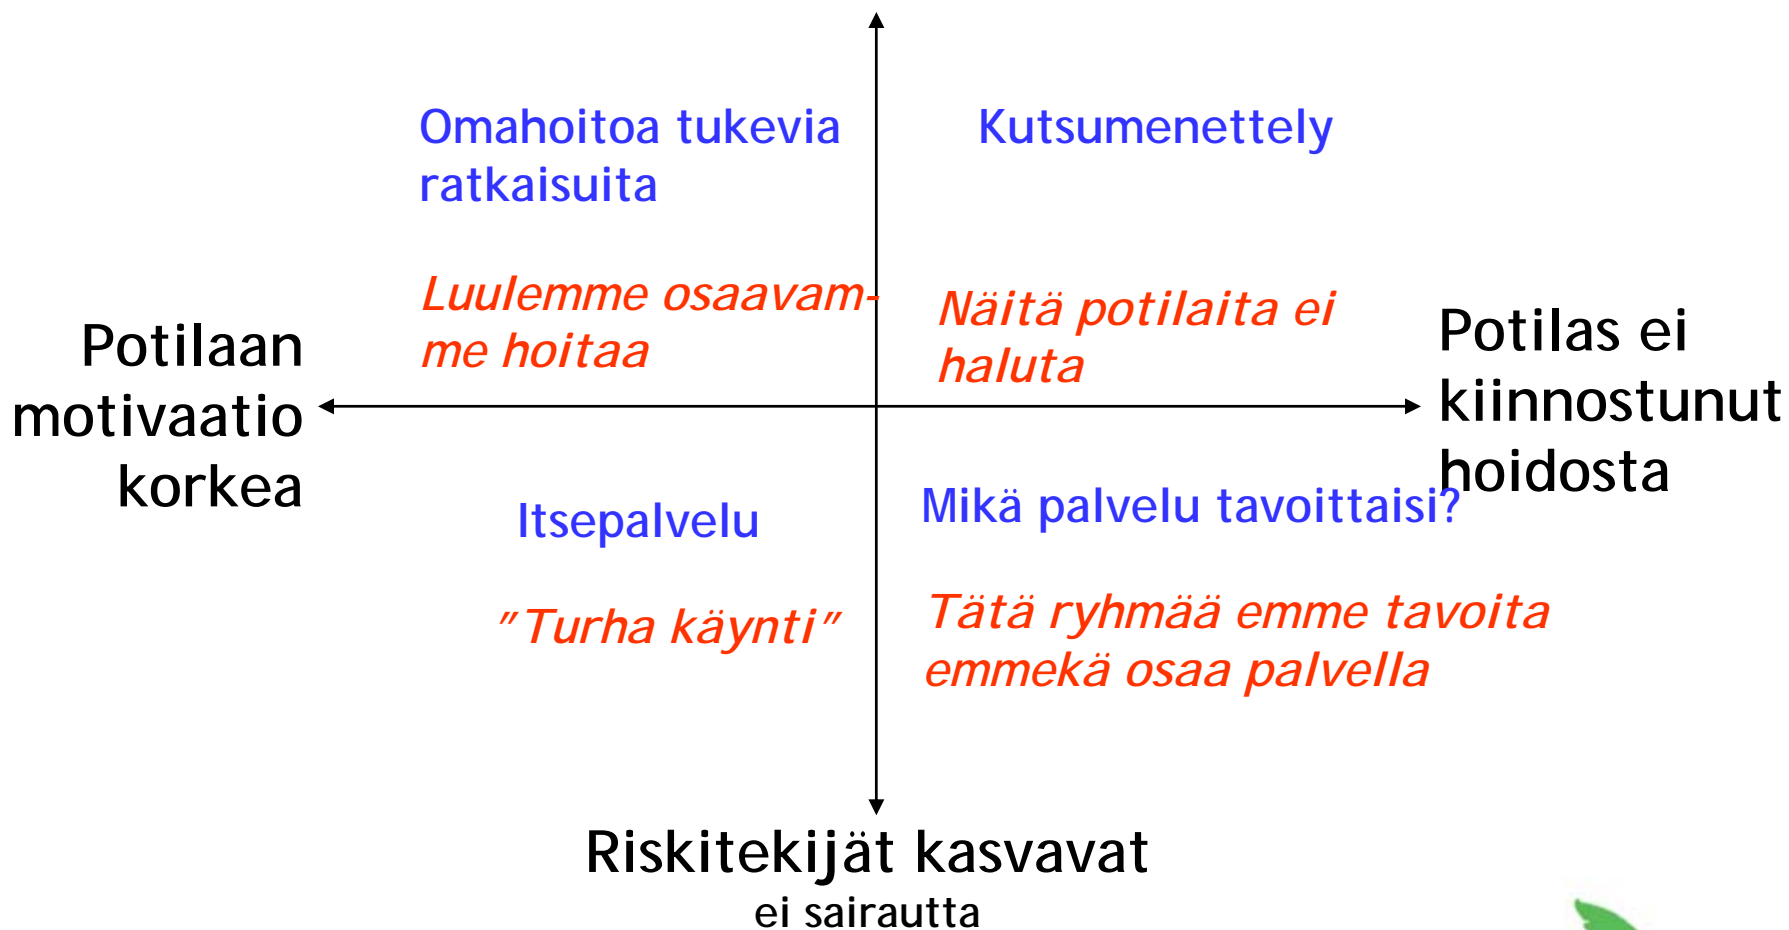 Omahoitoa tukevia
ratkaisuita
Kutsumenettely
Luulemme osaavam-
me hoitaa
Näitä potilaita ei
haluta
Potilaan
motivaatio
korkea
Potilas ei
kiinnostunut
hoidosta
Itsepalvelu
Mikä palvelu tavoittaisi?
"Turha käynti"
Tätä ryhmää emme tavoita
emmekä osaa palvella
Riskitekijät kasvavat
ei sairautta